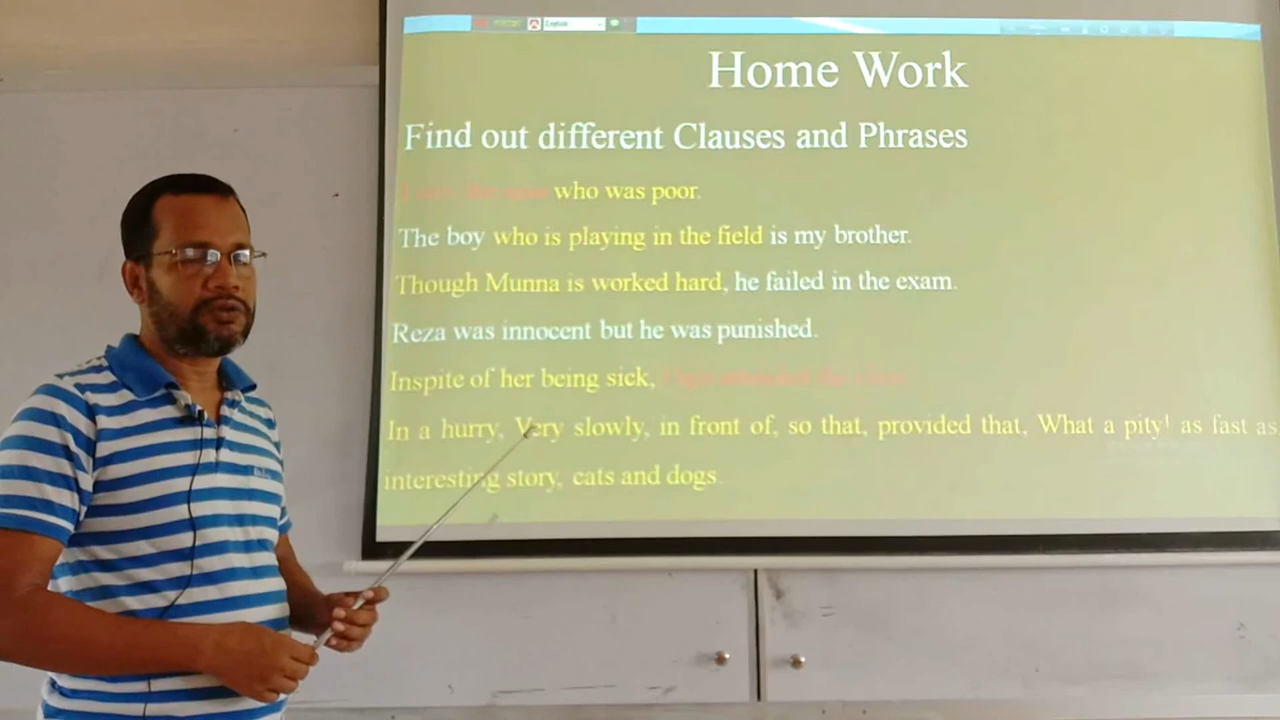 English
Home Work
Find out different Clauses and Phrases
who was poor.
The boy who is playing in the field is my brother.
Though Munna is worked hard, he failed in the exam.
Reza was innocent but he was punished.
Inspite of her being sick,
In a hurry, Very slowly, in front of, so that, provided that, What a pity! as fast as
interesting story, cats and dogs.